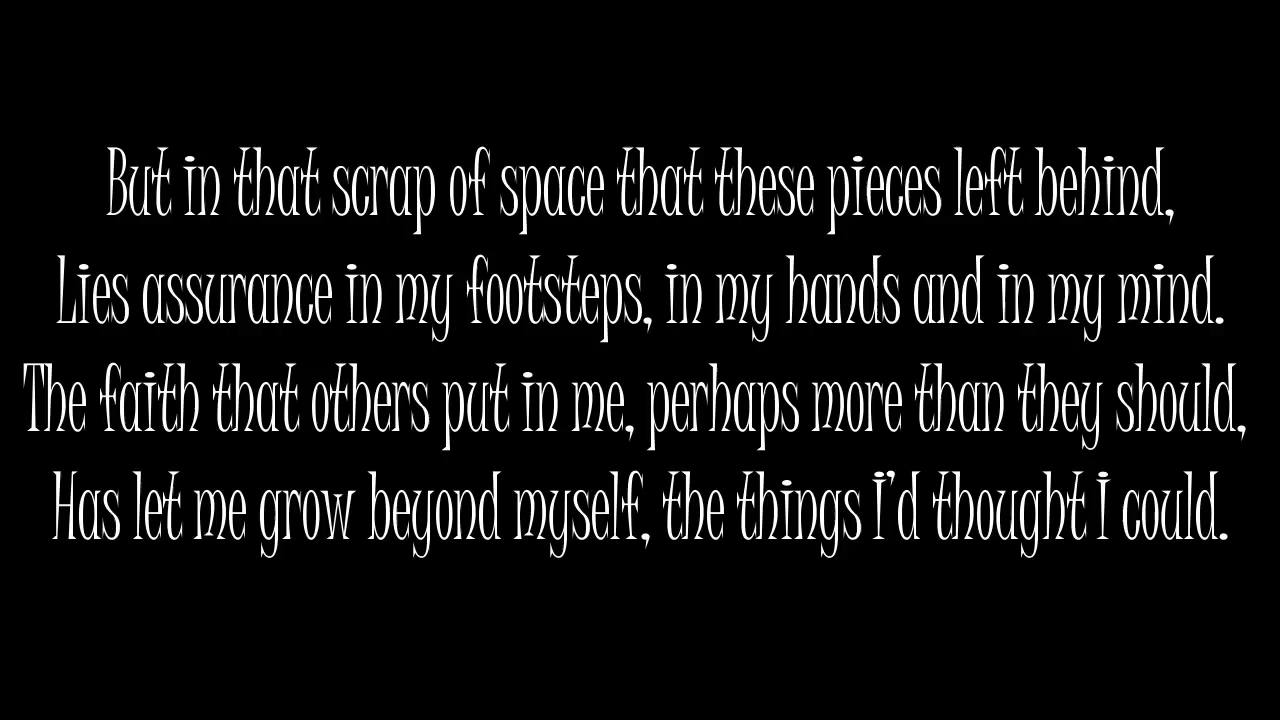 But in that scrap of space that these pieces left behind,
Lies assurance in my footsteps, in my hands and in my mind.
The faith that others put in me, perhaps more than they should,
Has let me grow beyond myself, the things I'd thought I could.